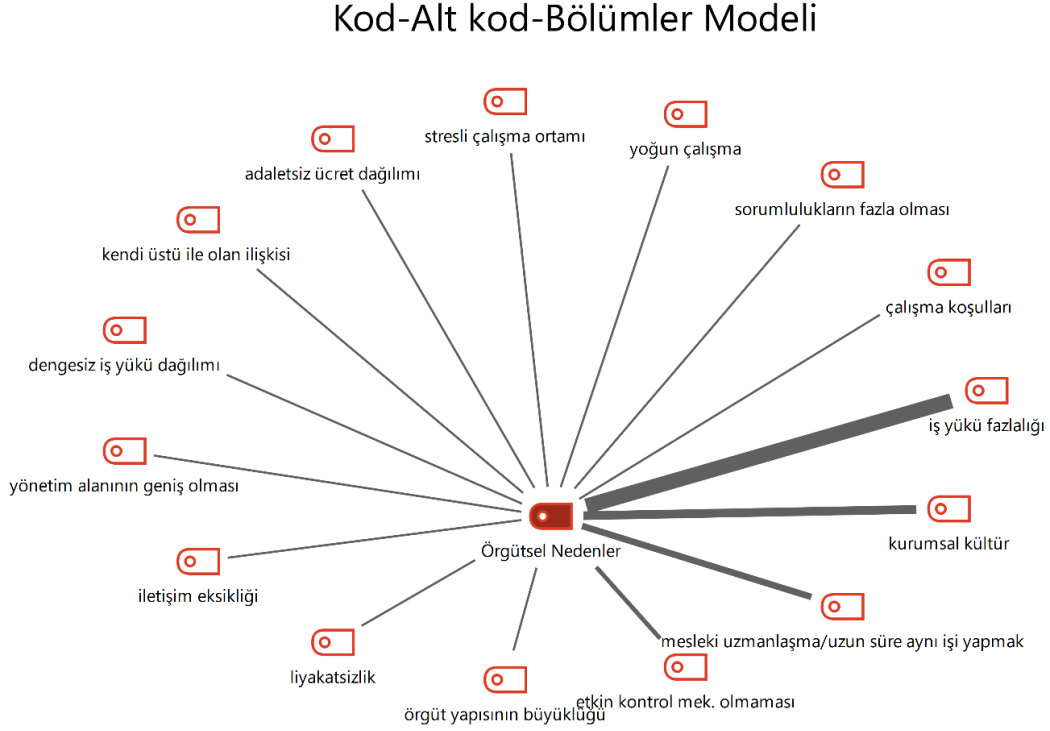 Kod-Alt kod-Bölümler Modeli
stresli çalışma ortamı
yoğun çalışma
adaletsiz ücret dağılımı
sorumlulukların fazla olması
kendi üstü ile olan ilişkisi
çalışma koşulları
dengesiz iş yükü dağılımı
iş yükü fazlalığı
yönetim alanının geniş olması
kurumsal kültür
Örgütsel Nedenler
iletişim eksikliği
mesleki uzmanlaşma/uzun süre aynı işi yapmak
liyakatsizlik
etkin kontrol mek. olmaması
örgüt yapısının büyüklüğü